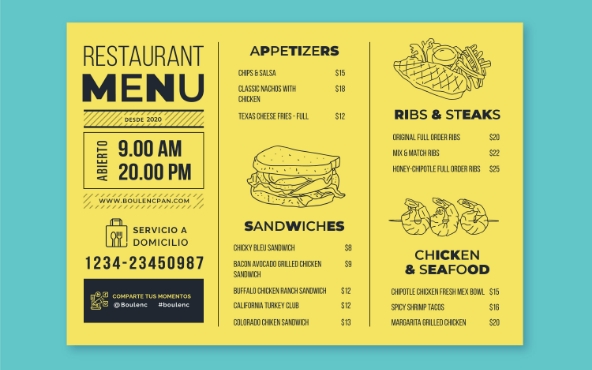 RESTAURANT
MENU
DESDE 2020
ABIERTO
9.00 AM
20.00 PM
WWW.BOULENCPAN.COM
SERVICIO A
DOMICILIO
1234-23450987
COMPARTE TUS MOMENTOS
@Boulenc #boulenc
APPETIZERS
CHIPS & SALSA $15
CLASSIC NACHOS WITH $18
CHICKEN
TEXAS CHEESE FRIES - FULL $12
SANDWICHES
CHICKY BLEU SANDWICH $8
BACON AVOCADO GRILLED CHICKEN $9
SANDWICH
BUFFALO CHICKEN RANCH SANDWICH $12
CALIFORNIA TURKEY CLUB $12
COLORADO CHIKEN SANDWICH $13
RIBS & STEAKS
ORIGINAL FULL ORDER RIBS $20
MIX & MATCH RIBS $22
HONEY-CHIPOTLE FULL ORDER RIBS $25
CHICKEN
& SEAFOOD
CHIPOTLE CHICKEN FRESH MEX BOWL $15
SPICY SHRIMP TACOS $16
MARGARITA GRILLED CHICKEN $20